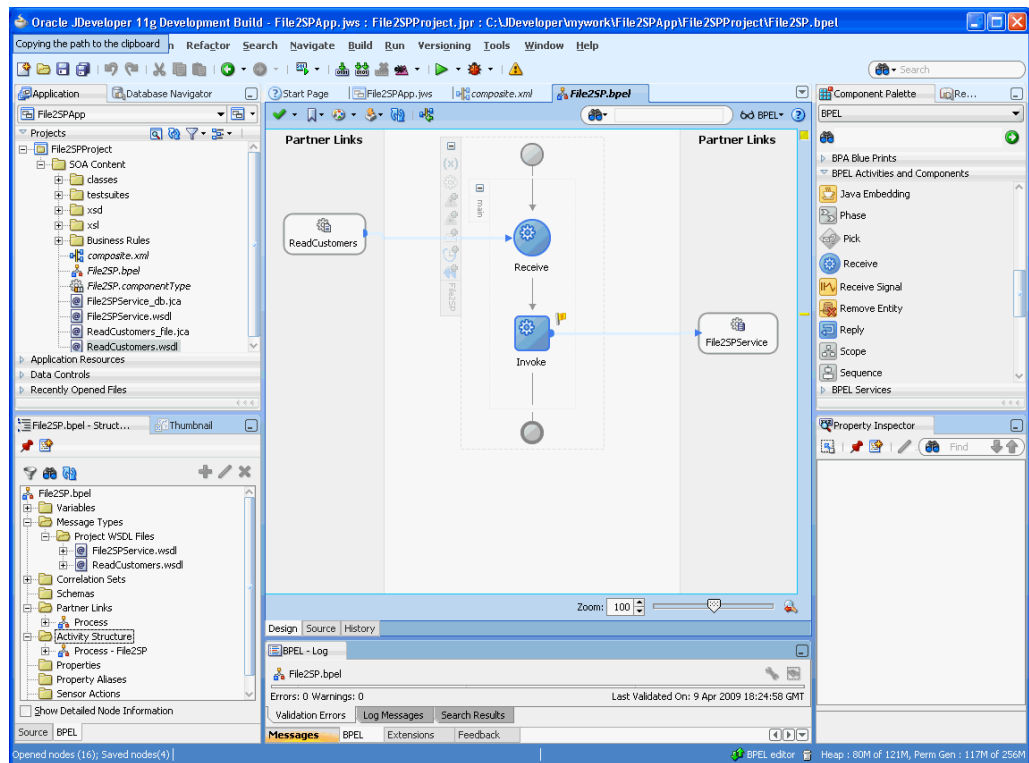 Oracle JDeveloper 11g Development Build - File2SPApp.jws : File2SPProject.jpr : C:\JDeveloper\mywork\File2SPApp\File2SPProject\File2SP.bpel
Copying the path to the clipboard
Refactor Search Navigate Build Run Versioning Tools Window Help
Search
Application Database Navigator
Start Page File2SPApp.jws composite.xml File2SP.bpel
Component Palette Re...
File2SPApp
BPEL
BPEL
Projects
File2SPProject
SOA Content
classes
testsuites
xsd
xsl
Business Rules
composite.xml
File2SP.bpel
File2SP.componentType
File2SPService_db.jca
File2SPService.wsdl
ReadCustomers_file.jca
ReadCustomers.wsdl
Application Resources
Data Controls
Recently Opened Files
Partner Links
Partner Links
(x)
main
ReadCustomers
Receive
File2SP
File2SPService
Invoke
Zoom: 100
Design Source History
BPA Blue Prints
BPEL Activities and Components
Java Embedding
Phase
Pick
Receive
Receive Signal
Remove Entity
Reply
Scope
Sequence
BPEL Services
File2SP.bpel - Struct... Thumbnail
File2SP.bpel
Variables
Message Types
Project WSDL Files
File2SPService.wsdl
ReadCustomers.wsdl
Correlation Sets
Schemas
Partner Links
Process
Activity Structure
Process - File2SP
Properties
Property Aliases
Sensor Actions
Show Detailed Node Information
Source BPEL
Property Inspector
Find
BPEL - Log
File2SP.bpel
Errors: 0 Warnings: 0 Last Validated On: 9 Apr 2009 18:24:58 GMT
Validation Errors Log Messages Search Results
Messages BPEL Extensions Feedback
Opened nodes (16); Saved nodes(4) BPEL editor Heap : 80M of 121M, Perm Gen : 117M of 256M